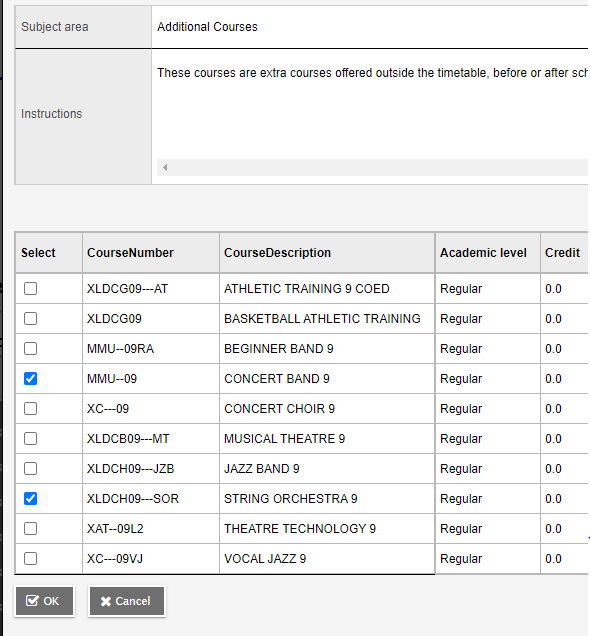 Subject area Additional Courses
These courses are extra courses offered outside the timetable, before or after
Instructions
Select CourseNumber CourseDescription Academic level Credit
XLDCG09---AT ATHLETIC TRAINING 9 COED Regular 0.0
XLDCG09 BASKETBALL ATHLETIC TRAINING Regular 0.0
MMU--09RA BEGINNER BAND 9 Regular 0.0
MMU--09 CONCERT BAND 9 Regular 0.0
XC---09 CONCERT CHOIR 9 Regular 0.0
XLDCB09---MT MUSICAL THEATRE 9 Regular 0.0
XLDCH09---JZB JAZZ BAND 9 Regular 0.0
XLDCH09---SOR STRING ORCHESTRA 9 Regular 0.0
XAT--09L2 THEATRE TECHNOLOGY 9 Regular 0.0
XC---09VJ VOCAL JAZZ 9 Regular 0.0
OK Cancel